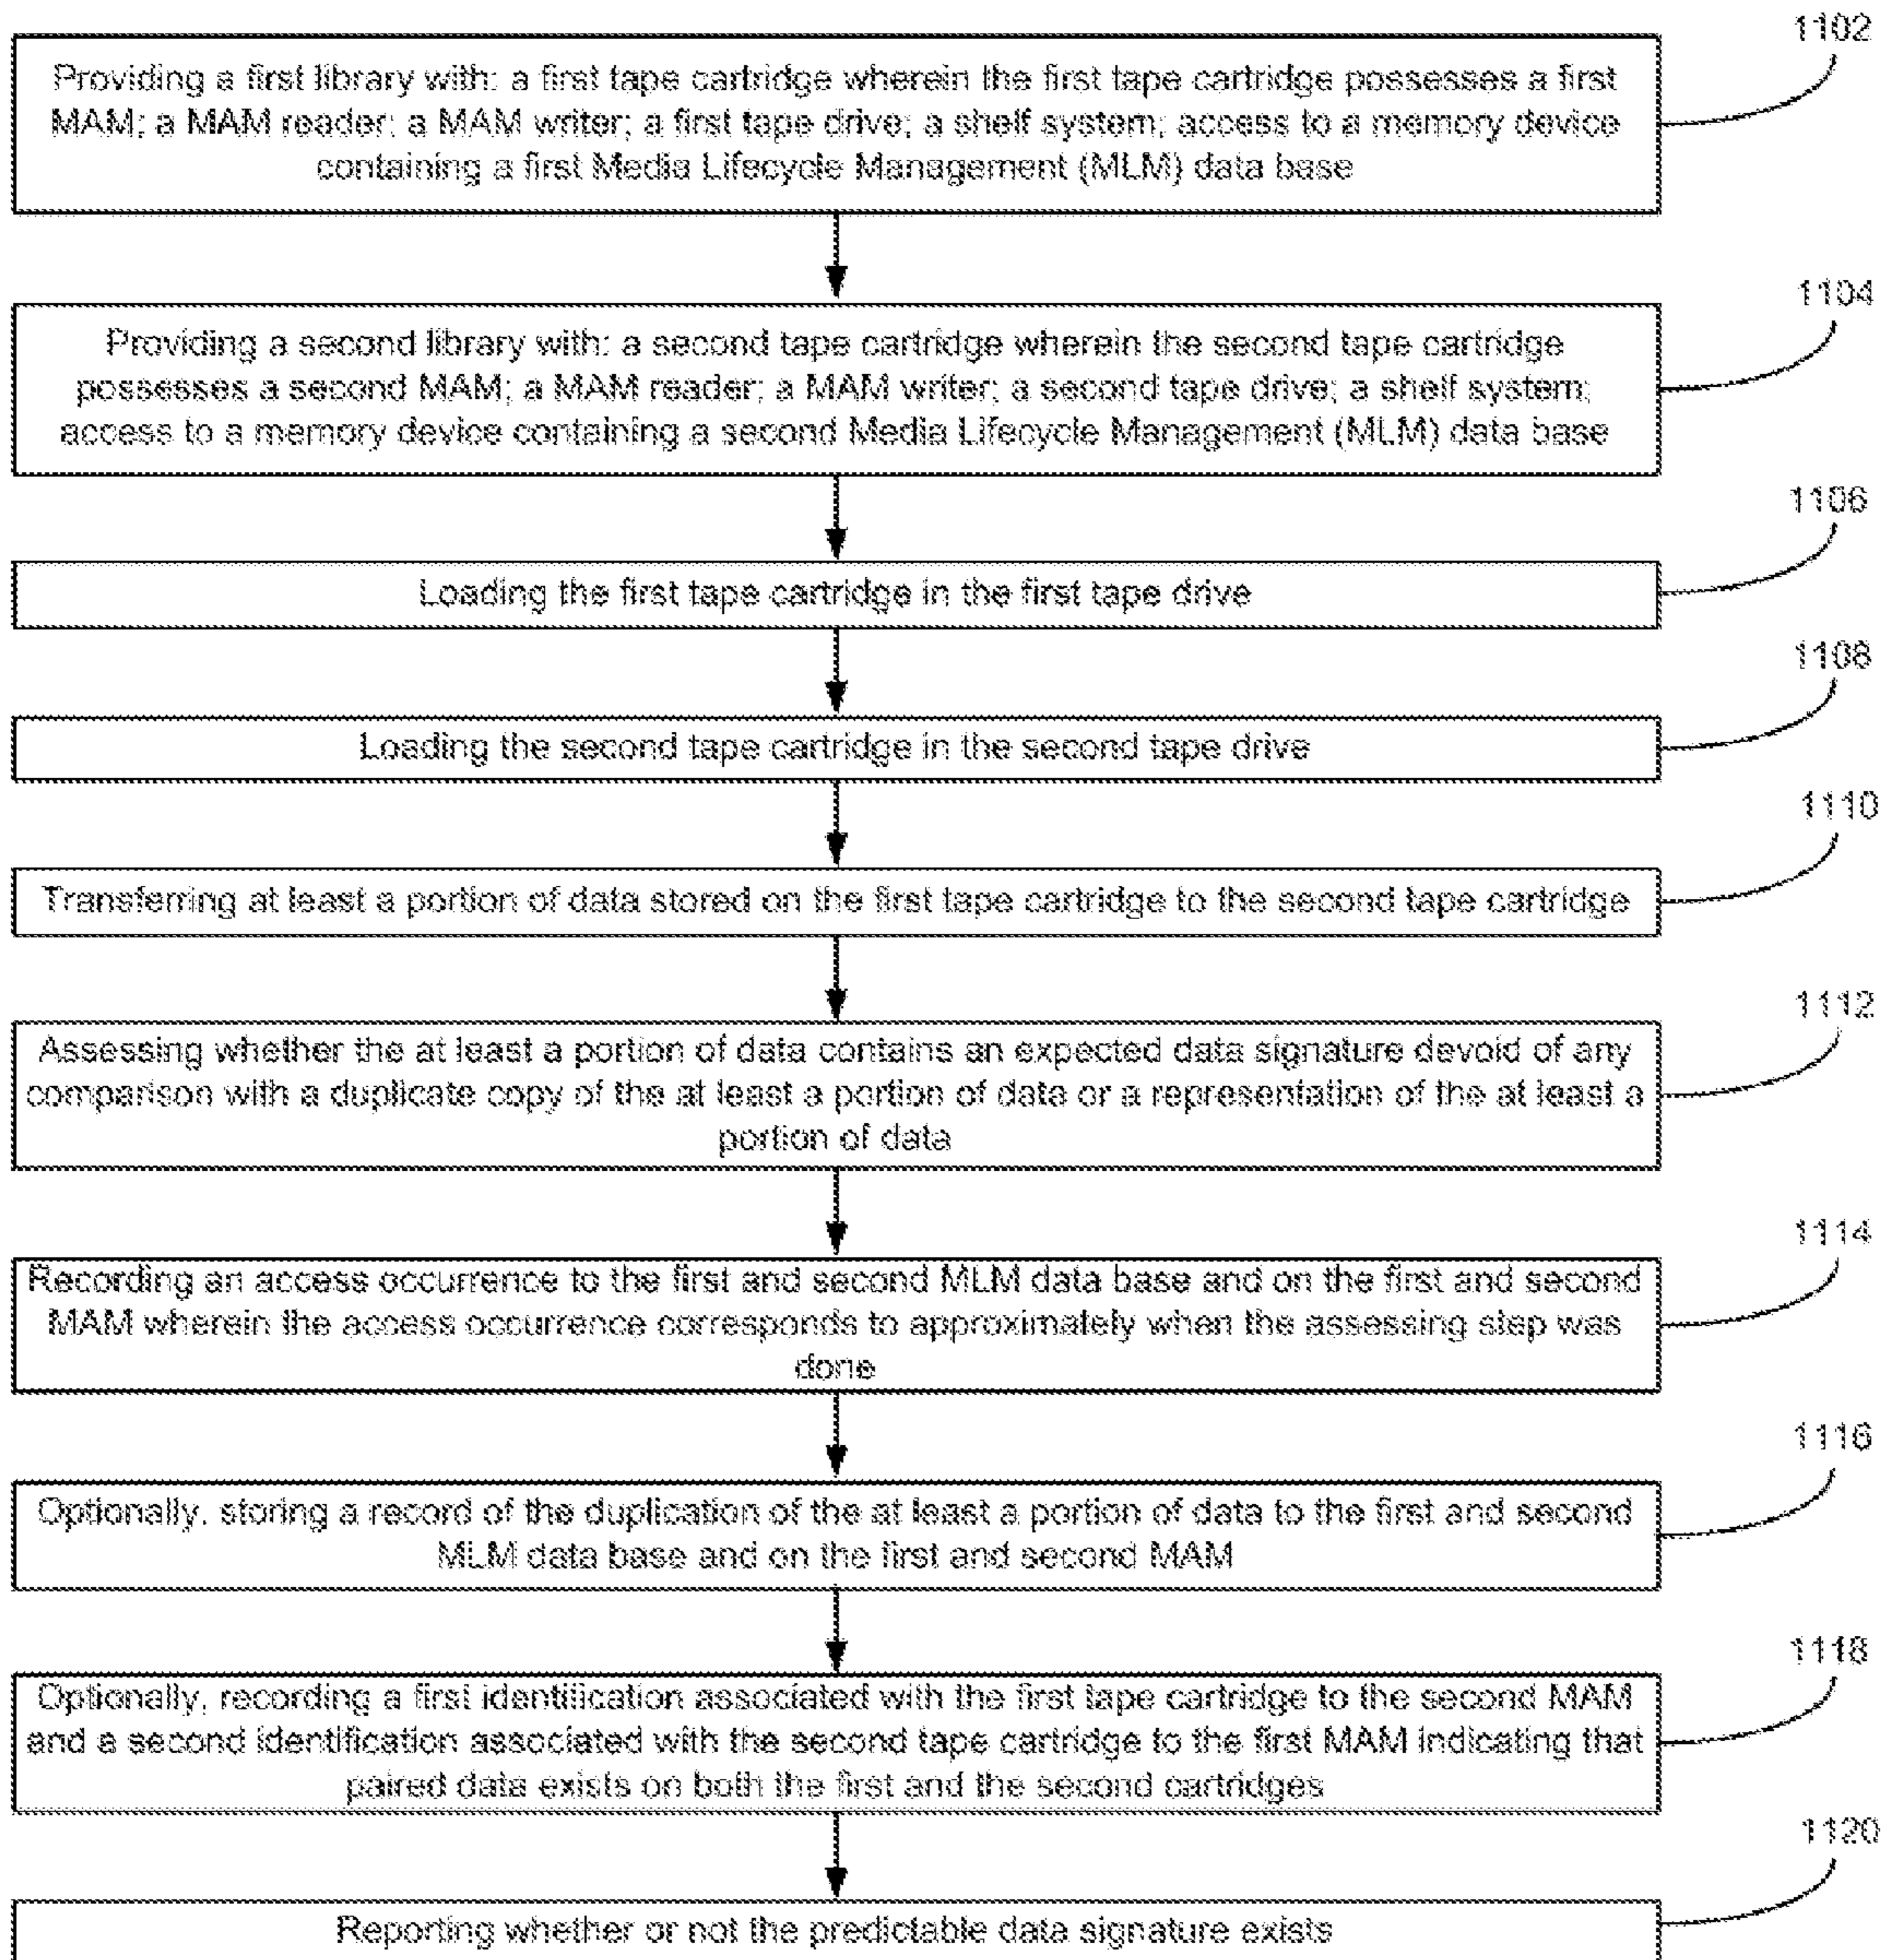 1102
Providing a first library with: a first tape cartridge wherein the first tape cartridge possesses a first
MAM; a MAM reader; a MAM writer; a first tape drive; a shelf system; access to a memory device
containing a first Media Lifecycle Management (MLM) data base
1104
Providing a second library with: a second tape cartridge wherein the second tape cartridge
possesses a second MAM; a MAM reader; a MAM writer; a second tape drive; a shelf system;
access to a memory device containing a second Media Lifecycle Management (MLM) data base
1106
Loading the first tape cartridge in the first tape drive
1108
Loading the second tape cartridge in the second tape drive
1110
Transferring at least a portion of data stored on the first tape cartridge to the second tape cartridge
1112
Assessing whether the at least a portion of data contains an expected data signature devoid of any
comparison with a duplicate copy of the at least a portion of data or a representation of the at least a
portion of data
1114
Recording an access occurrence to the first and second MLM data base and on the first and second
MAM wherein the access occurrence corresponds to approximately when the assessing step was
done
1116
Optionally, storing a record of the duplication of the at least a portion of data to the first and second
MLM data base and on the first and second MAM
1118
Optionally, recording a first identification associated with the first tape cartridge to the second MAM
and a second identification associated with the second tape cartridge to the first MAM indicating that
paired data exists on both the first and the second cartridges
1120
Reporting whether or not the predictable data signature exists